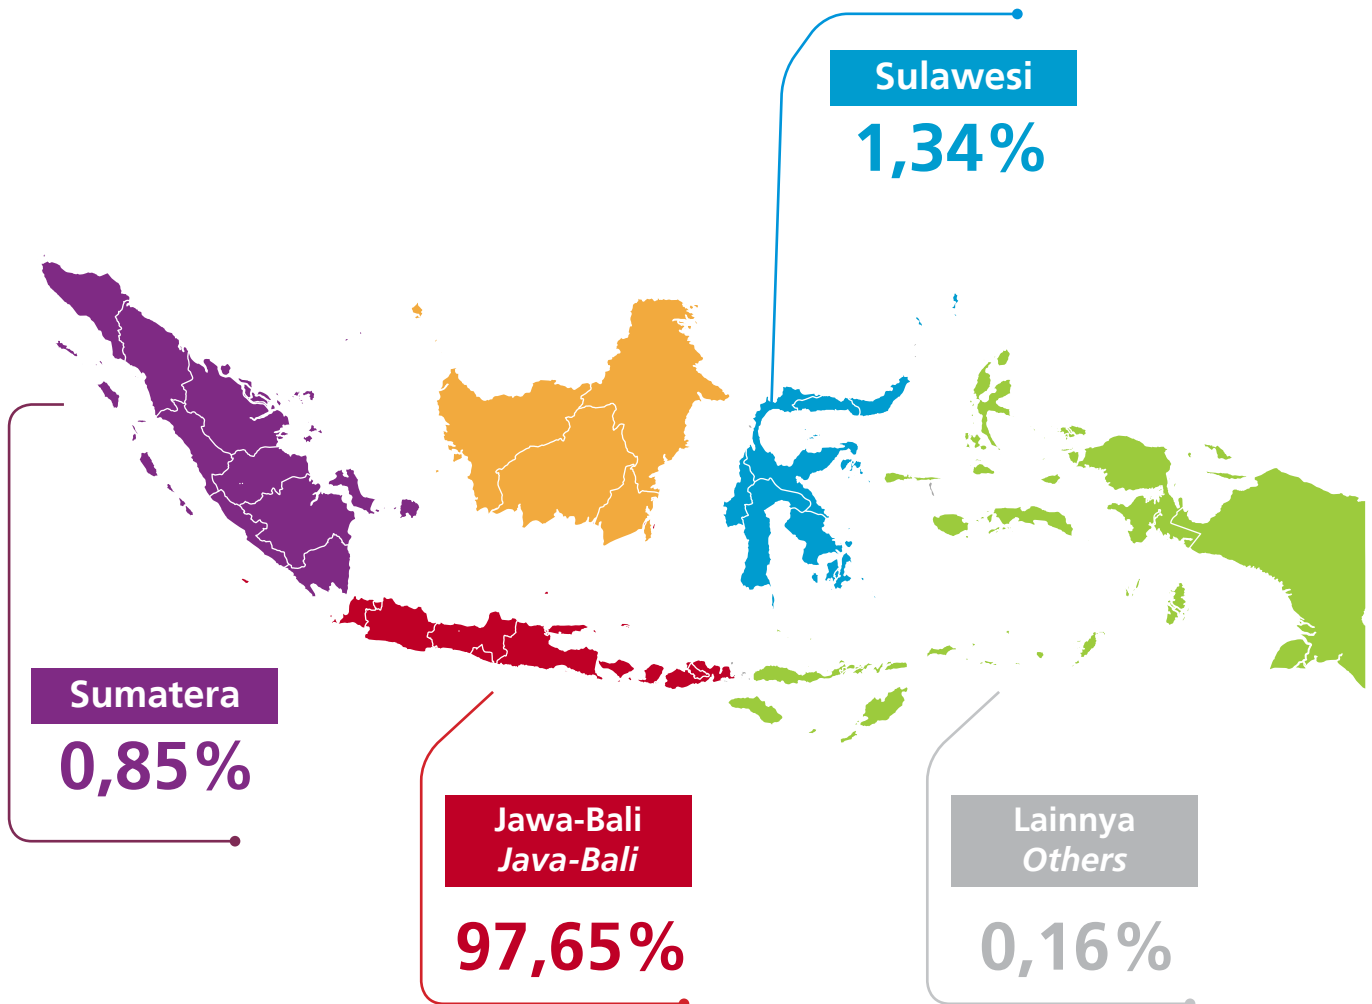 Sulawesi
1,34%
Sumatera
0,85%
Jawa-Bali
Java-Bali
97,65%
Lainnya
Others
0,16%